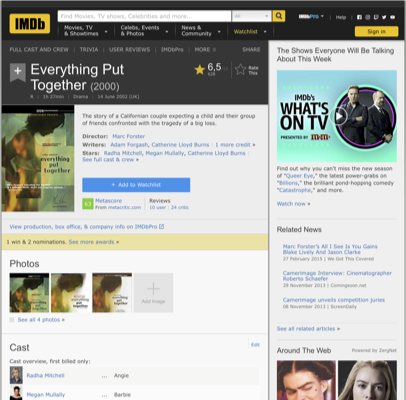 IMDb
Find Movies, TV shows, Celebrities and more...
All
IMDbPro
Help
Movies, TV
& Showtimes
Celebs, Events
& Photos
News &
Community
Watchlist
Sign in
FULL CAST AND CREW | TRIVIA | USER REVIEWS | IMDbPro | MORE
SHARE
Everything Put
Together (2000)
6,5
Rate
This
R | 1h 27min | Drama | 14 June 2002 (UK)
everything
put
together
The story of a Californian couple expecting a child and their group
of friends confronted with the tragedy of a big loss.
Director: Marc Forster
Writers: Adam Forgash, Catherine Lloyd Burns | 1 more credit »
Stars: Radha Mitchell, Megan Mullally, Catherine Lloyd Burns |
See full cast & crew »
+ Add to Watchlist
63
Metascore
From metacritic.com
Reviews
10 user | 24 critic
View production, box office, & company info on IMDbPro
1 win & 2 nominations. See more awards »
Photos
Add Image
See all 4 photos »
Cast
Edit
Cast overview, first billed only:
Radha Mitchell ... Angie
Megan Mullally ... Barbie
The Shows Everyone Will Be Talking
About This Week
IMDb's
WHAT'S
ON TV
PRESENTED BY
Find out why you can't miss the new season
of "Queer Eye," the latest power-grabs on
"Billions," the brilliant pond-hopping comedy
"Catastrophe," and more.
Watch now »
Related News
Marc Forster's All I See Is You Gains
Blake Lively And Jason Clarke
27 February 2015 | We Got This Covered
Camerimage Interview: Cinematographer
Roberto Schaefer
29 November 2013 | Comingsoon.net
Camerimage unveils competition juries
08 November 2013 | ScreenDaily
See all related articles »
Around The Web
Powered by ZergNet